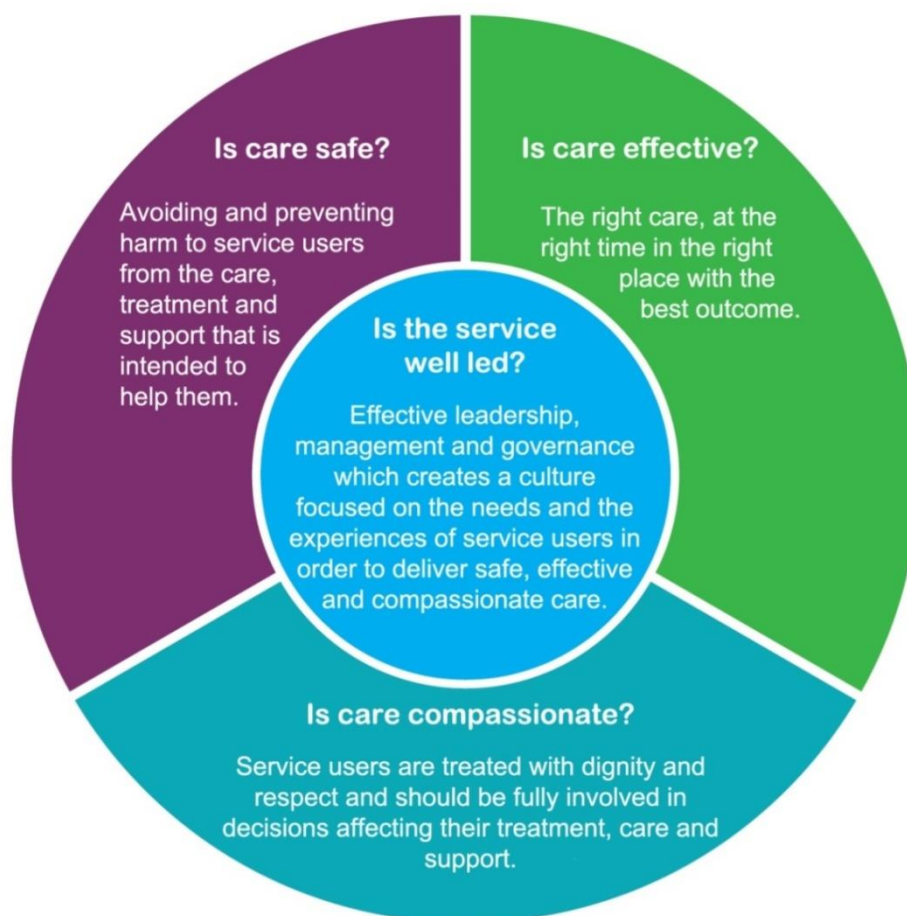 Is care safe?
Avoiding and preventing
harm to service users
from the care,
treatment and
support that is
intended to
help them.
Is care effective?
The right care, at the
right time in the right
place with the
best outcome.
Is the service
well led?
Effective leadership,
management and governance
which creates a culture
focused on the needs and the
experiences of service users in
order to deliver safe, effective
and compassionate care.
Is care compassionate?
Service users are treated with dignity and
respect and should be fully involved in
decisions affecting their treatment, care and
support.